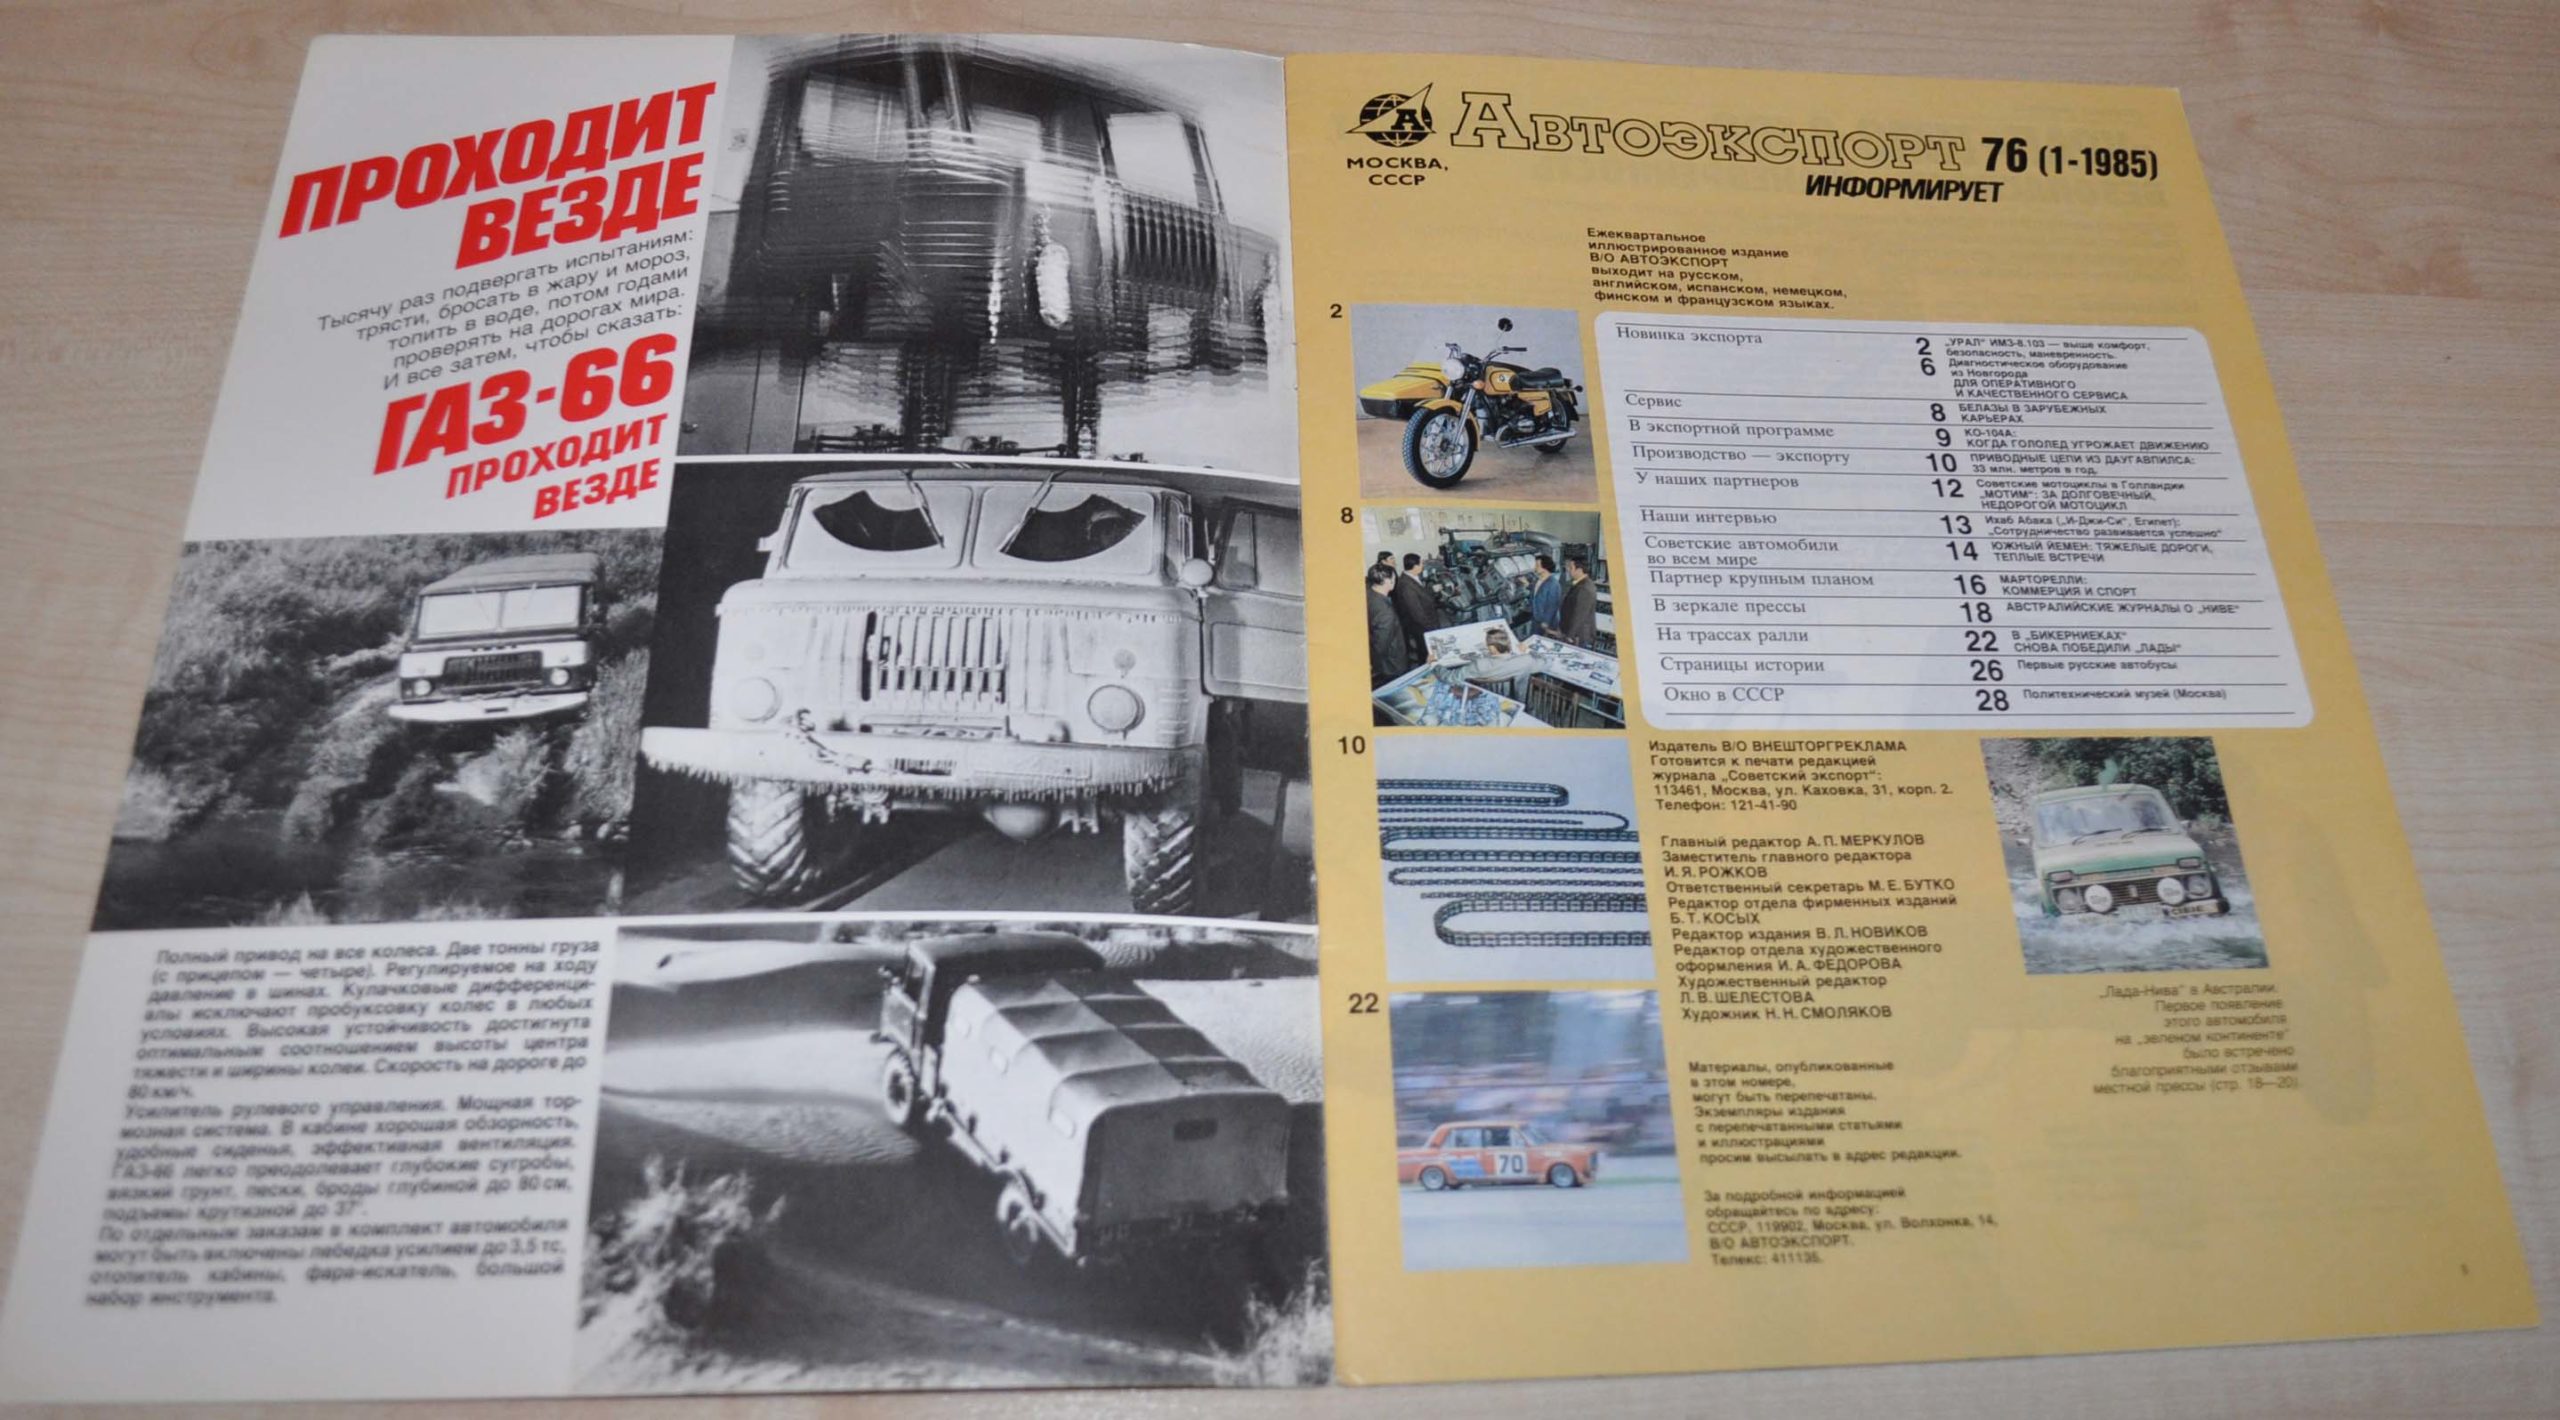 ПРОХОДИТ
ВЕЗДЕ
Тысячу раз подвергать испытаниям:
трясти, бросать в жару и мороз,
топить в воде, потом годами
проверять на дорогах мира.
И все затем, чтобы сказать:
ГАЗ-66
ПРОХОДИТ
ВЕЗДЕ
Полный привод на все колеса. Две тонны груза
(с прицепом — четыре). Регулируемое на ходу
давление в шинах. Кулачковые дифференци-
алы исключают пробуксовку колес в любых
условиях. Высокая устойчивость достигнута
оптимальным соотношением высоты центра
тяжести и ширины колеи. Скорость на дороге до
80 км/ч.
Усилитель рулевого управления. Мощная тор-
мозная система. В кабине хорошая обзорность,
удобные сиденья, эффективная вентиляция.
ГАЗ-66 легко преодолевает глубокие сугробы,
вязкий грунт, пески, броды глубиной до 80 см,
подъемы крутизной до 37°.
По отдельным заказам в комплект автомобиля
могут быть включены лебедка усилием до 3,5 тс,
отопитель кабины, фара-искатель, большой
набор инструмента.
А
МОСКВА,
СССР
АВТОЭКСПОРТ 76 (1-1985)
ИНФОРМИРУЕТ
Ежеквартальное
иллюстрированное издание
В/О АВТОЭКСПОРТ
выходит на русском,
английском, испанском, немецком,
финском и французском языках.
2
8
10
22
70
Новинка экспорта 2 „УРАЛ" ИМЗ-8.103 — выше комфорт,
безопасность, маневренность.
6 Диагностическое оборудование
из Новгорода
ДЛЯ ОПЕРАТИВНОГО
И КАЧЕСТВЕННОГО СЕРВИСА
Сервис 8 БЕЛАЗЫ В ЗАРУБЕЖНЫХ
КАРЬЕРАХ
В экспортной программе 9 КО-104А:
КОГДА ГОЛОЛЕД УГРОЖАЕТ ДВИЖЕНИЮ
Производство — экспорту 10 ПРИВОДНЫЕ ЦЕПИ ИЗ ДАУГАВПИЛСА:
33 млн. метров в год.
У наших партнеров 12 Советские мотоциклы в Голландии
„МОТИМ": ЗА ДОЛГОВЕЧНЫЙ,
НЕДОРОГОЙ МОТОЦИКЛ
Наши интервью 13 Ихаб Абака („И-Джи-Си", Египет):
„Сотрудничество развивается успешно"
Советские автомобили
во всем мире 14 ЮЖНЫЙ ЙЕМЕН: ТЯЖЕЛЫЕ ДОРОГИ,
ТЕПЛЫЕ ВСТРЕЧИ
Партнер крупным планом 16 МАРТОРЕЛЛИ:
КОММЕРЦИЯ И СПОРТ
В зеркале прессы 18 АВСТРАЛИЙСКИЕ ЖУРНАЛЫ О „НИВЕ"
На трассах ралли 22 В „БИКЕРНИЕКАХ"
СНОВА ПОБЕДИЛИ „ЛАДЫ"
Страницы истории 26 Первые русские автобусы
Окно в СССР 28 Политехнический музей (Москва)
Издатель В/О ВНЕШТОРГРЕКЛАМА
Готовится к печати редакцией
журнала „Советский экспорт":
113461, Москва, ул. Каховка, 31, корп. 2.
Телефон: 121-41-90
Главный редактор А. П. МЕРКУЛОВ
Заместитель главного редактора
И. Я. РОЖКОВ
Ответственный секретарь М. Е. БУТКО
Редактор отдела фирменных изданий
Б. Т. КОСЫХ
Редактор издания В. Л. НОВИКОВ
Редактор отдела художественного
оформления И. А. ФЕДОРОВА
Художественный редактор
Л. В. ШЕЛЕСТОВА
Художник Н. Н. СМОЛЯКОВ
Материалы, опубликованные
в этом номере,
могут быть перепечатаны.
Экземпляры издания
с перепечатанными статьями
и иллюстрациями
просим высылать в адрес редакции.
За подробной информацией
обращайтесь по адресу:
СССР, 119902, Москва, ул. Волхонка, 14,
В/О АВТОЭКСПОРТ.
Телекс: 411135.
„Лада-Нива" в Австралии.
Первое появление
этого автомобиля
на „зеленом континенте"
было встречено
благоприятными отзывами
местной прессы (стр. 18—20)